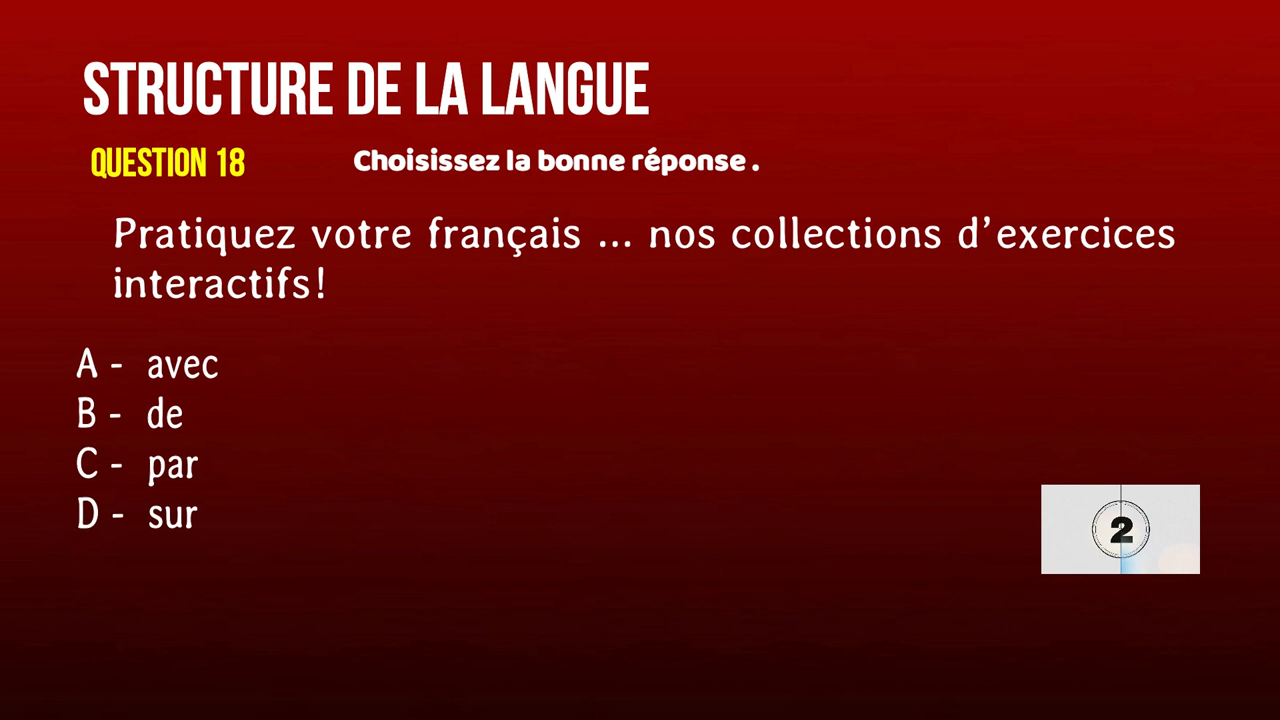 STRUCTURE DE LA LANGUE
QUESTION 18
Choisissez la bonne réponse .
Pratiquez votre français ... nos collections d’exercices
interactifs!
A - avec
B - de
C - par
D - sur
2